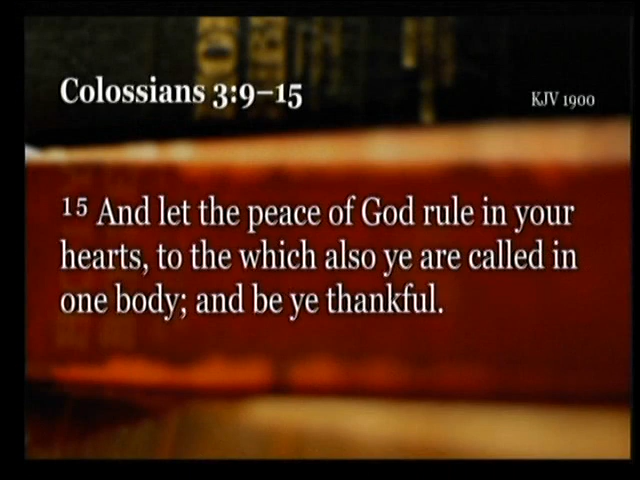 Colossians 3:9–15
KJV 1900
15 And let the peace of God rule in your
hearts, to the which also ye are called in
one body; and be ye thankful.